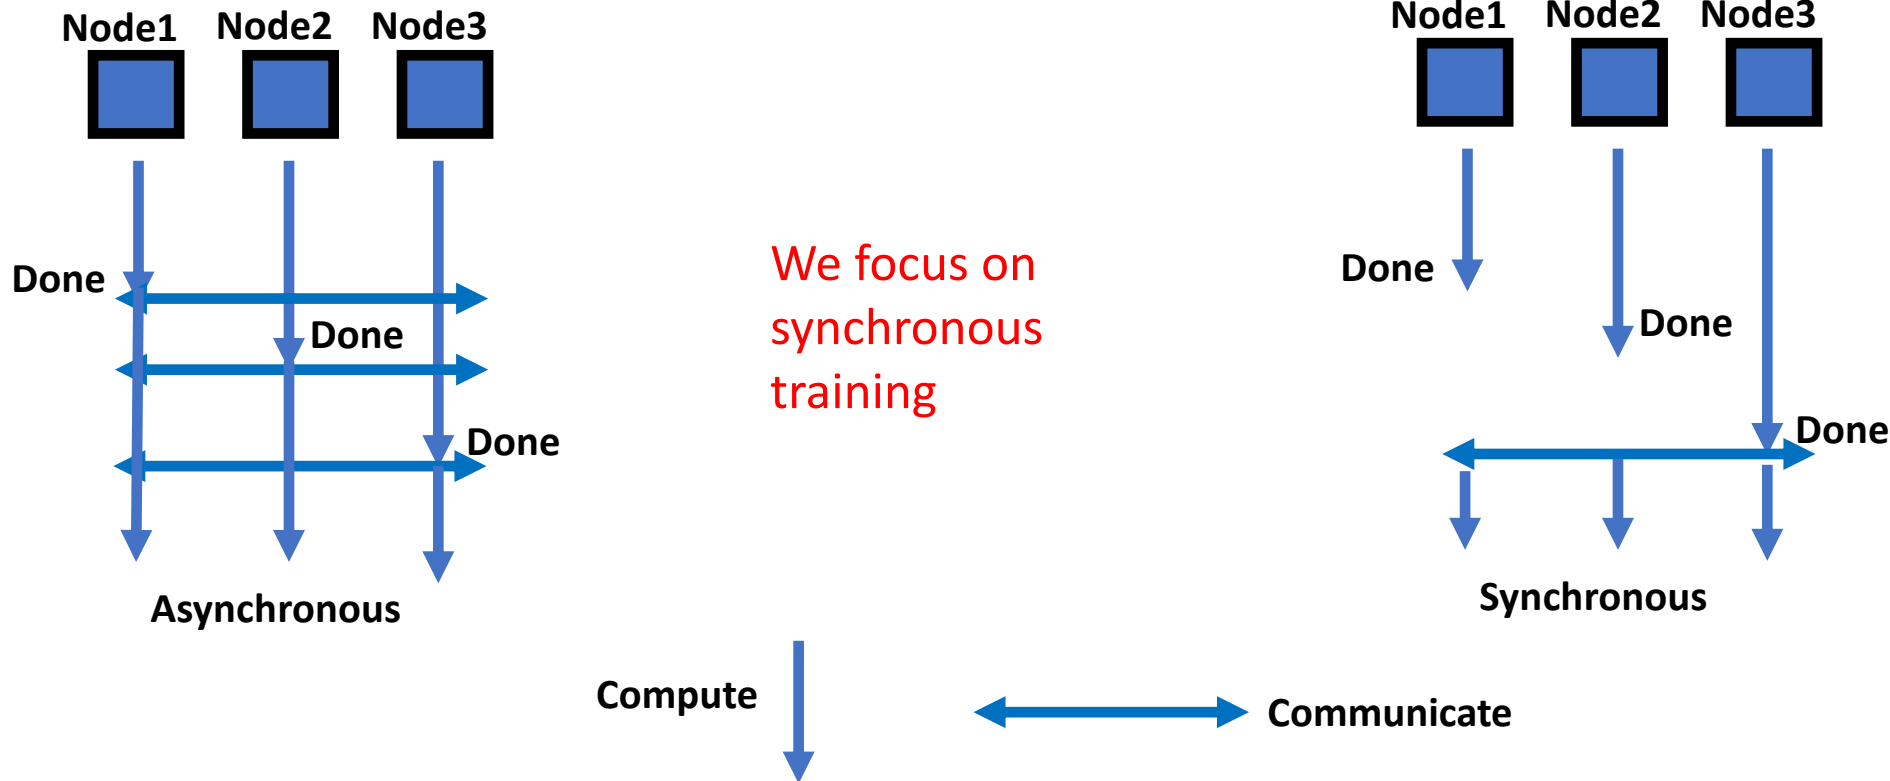 Node1 Node2 Node3
Done
Done
Done
Asynchronous
We focus on
synchronous
training
Node1 Node2 Node3
Done
Done
Done
Synchronous
Compute
Communicate